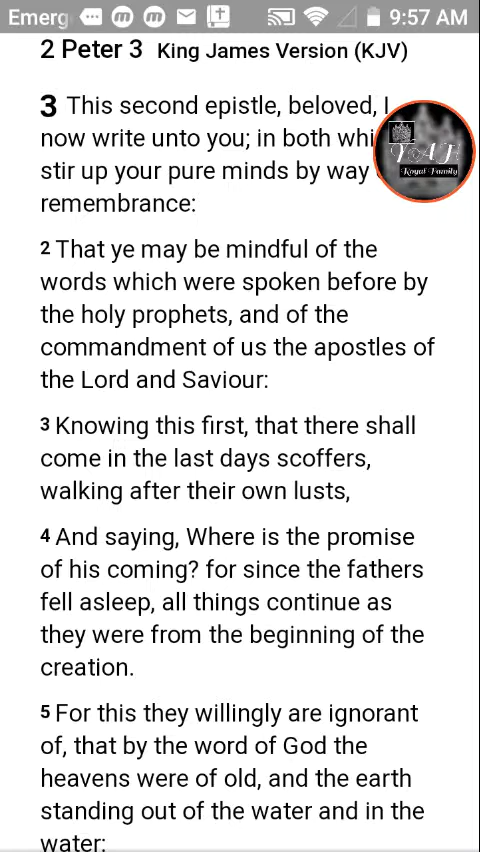 Emerg 9:57 AM
2 Peter 3 King James Version (KJV)
3 This second epistle, beloved, I
now write unto you; in both whi
stir up your pure minds by way
remembrance:
YAH
Royal Family
2 That ye may be mindful of the
words which were spoken before by
the holy prophets, and of the
commandment of us the apostles of
the Lord and Saviour:
3 Knowing this first, that there shall
come in the last days scoffers,
walking after their own lusts,
4 And saying, Where is the promise
of his coming? for since the fathers
fell asleep, all things continue as
they were from the beginning of the
creation.
5 For this they willingly are ignorant
of, that by the word of God the
heavens were of old, and the earth
standing out of the water and in the
water: